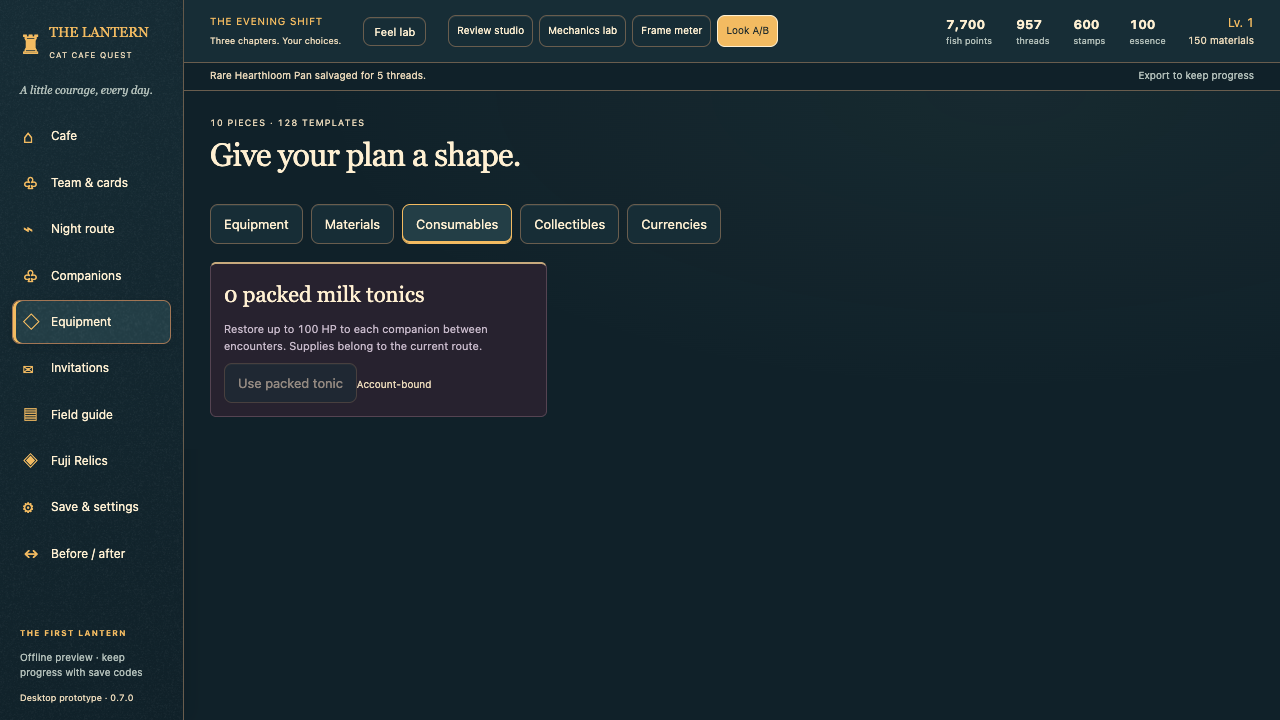 THE LANTERN
CAT CAFE QUEST
A little courage, every day.
Cafe
Team & cards
Night route
Companions
Equipment
Invitations
Field guide
Fuji Relics
Save & settings
Before / after
THE FIRST LANTERN
Offline preview · keep
progress with save codes
Desktop prototype · 0.7.0
THE EVENING SHIFT
Three chapters. Your choices.
Feel lab
Review studio
Mechanics lab
Frame meter
Look A/B
7,700
fish points
957
threads
600
stamps
100
essence
Lv. 1
150 materials
Rare Hearthloom Pan salvaged for 5 threads.
Export to keep progress
10 PIECES · 128 TEMPLATES
Give your plan a shape.
Equipment
Materials
Consumables
Collectibles
Currencies
0 packed milk tonics
Restore up to 100 HP to each companion between
encounters. Supplies belong to the current route.
Use packed tonic
Account-bound